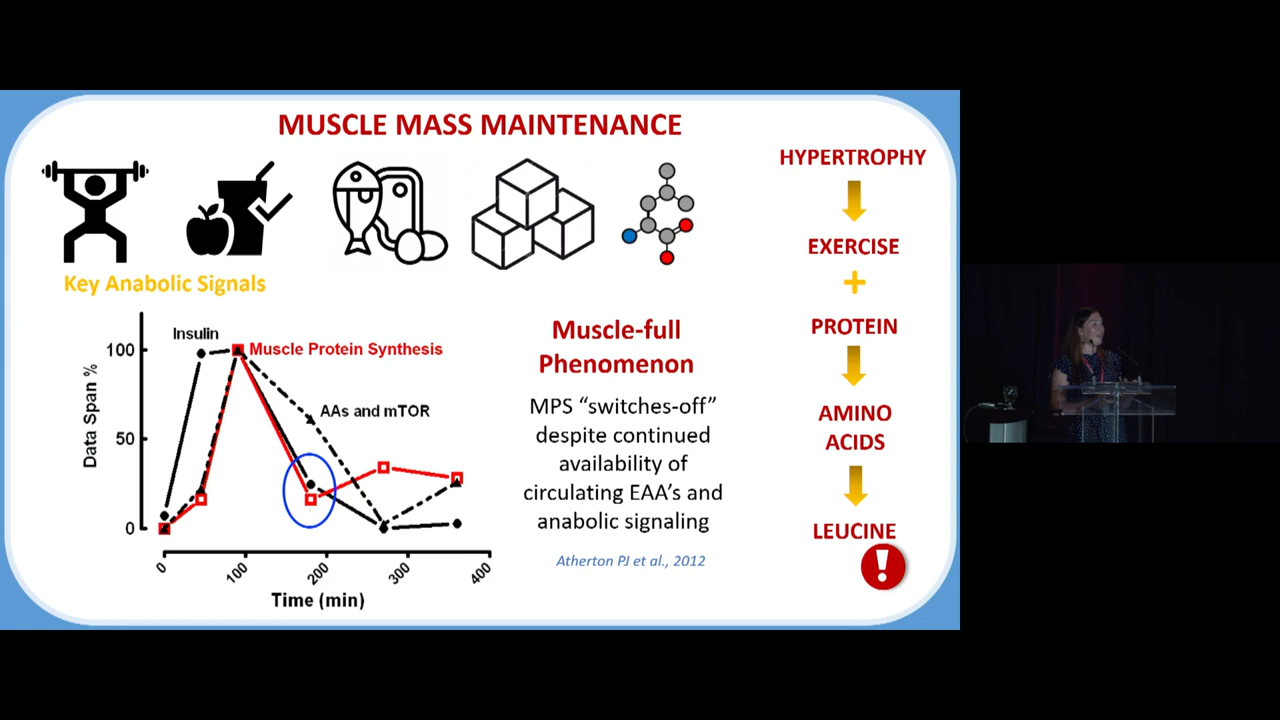 MUSCLE MASS MAINTENANCE
Key Anabolic Signals
Insulin
Muscle Protein Synthesis
AAs and mTOR
Data Span %
100
50
0
0
100
200
300
400
Time (min)
Muscle-full
Phenomenon
MPS “switches-off”
despite continued
availability of
circulating EAA’s and
anabolic signaling
Atherton PJ et al., 2012
HYPERTROPHY
EXERCISE
+
PROTEIN
AMINO
ACIDS
LEUCINE
!